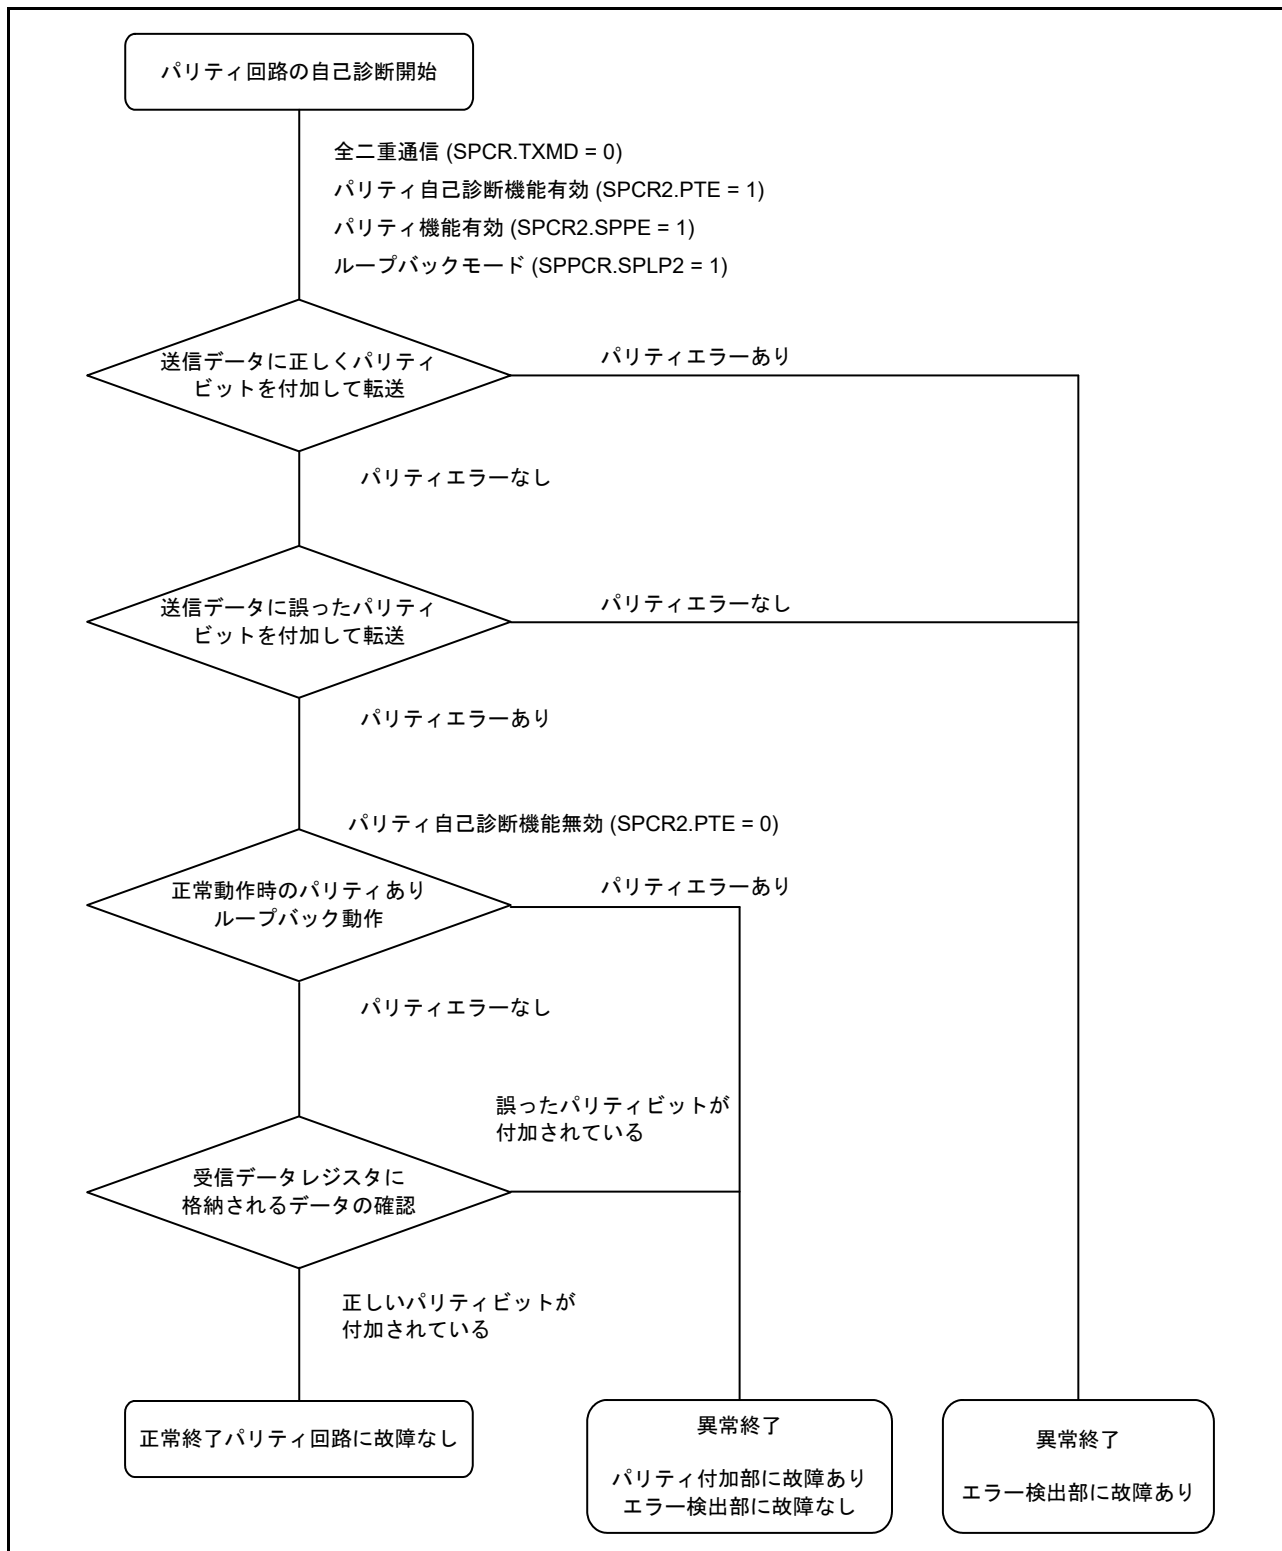 パリティ回路の自己診断開始
全二重通信 (SPCR.TXMD = 0)
パリティ自己診断機能有効 (SPCR2.PTE = 1)
パリティ機能有効 (SPCR2.SPPE = 1)
ループバックモード (SPPCR.SPLP2 = 1)
送信データに正しくパリティ
ビットを付加して転送
パリティエラーあり
パリティエラーなし
送信データに誤ったパリティ
ビットを付加して転送
パリティエラーなし
パリティエラーあり
パリティ自己診断機能無効 (SPCR2.PTE = 0)
正常動作時のパリティあり
ループバック動作
パリティエラーあり
パリティエラーなし
誤ったパリティビットが
付加されている
受信データレジスタに
格納されるデータの確認
正しいパリティビットが
付加されている
正常終了パリティ回路に故障なし
異常終了
パリティ付加部に故障あり
エラー検出部に故障なし
異常終了
エラー検出部に故障あり